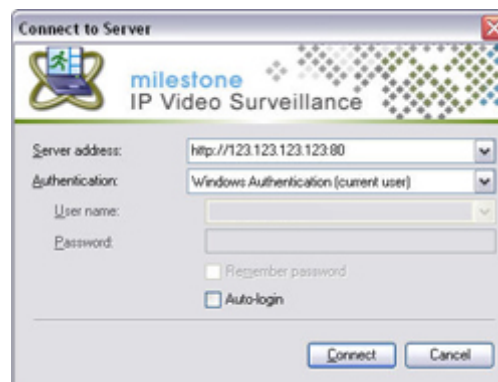 Connect to Server
milestone
IP Video Surveillance
Server address:
http://123.123.123.123:80
Authentication:
Windows Authentication (current user)
User name:
Password:
Remember password
Auto-login
Connect
Cancel